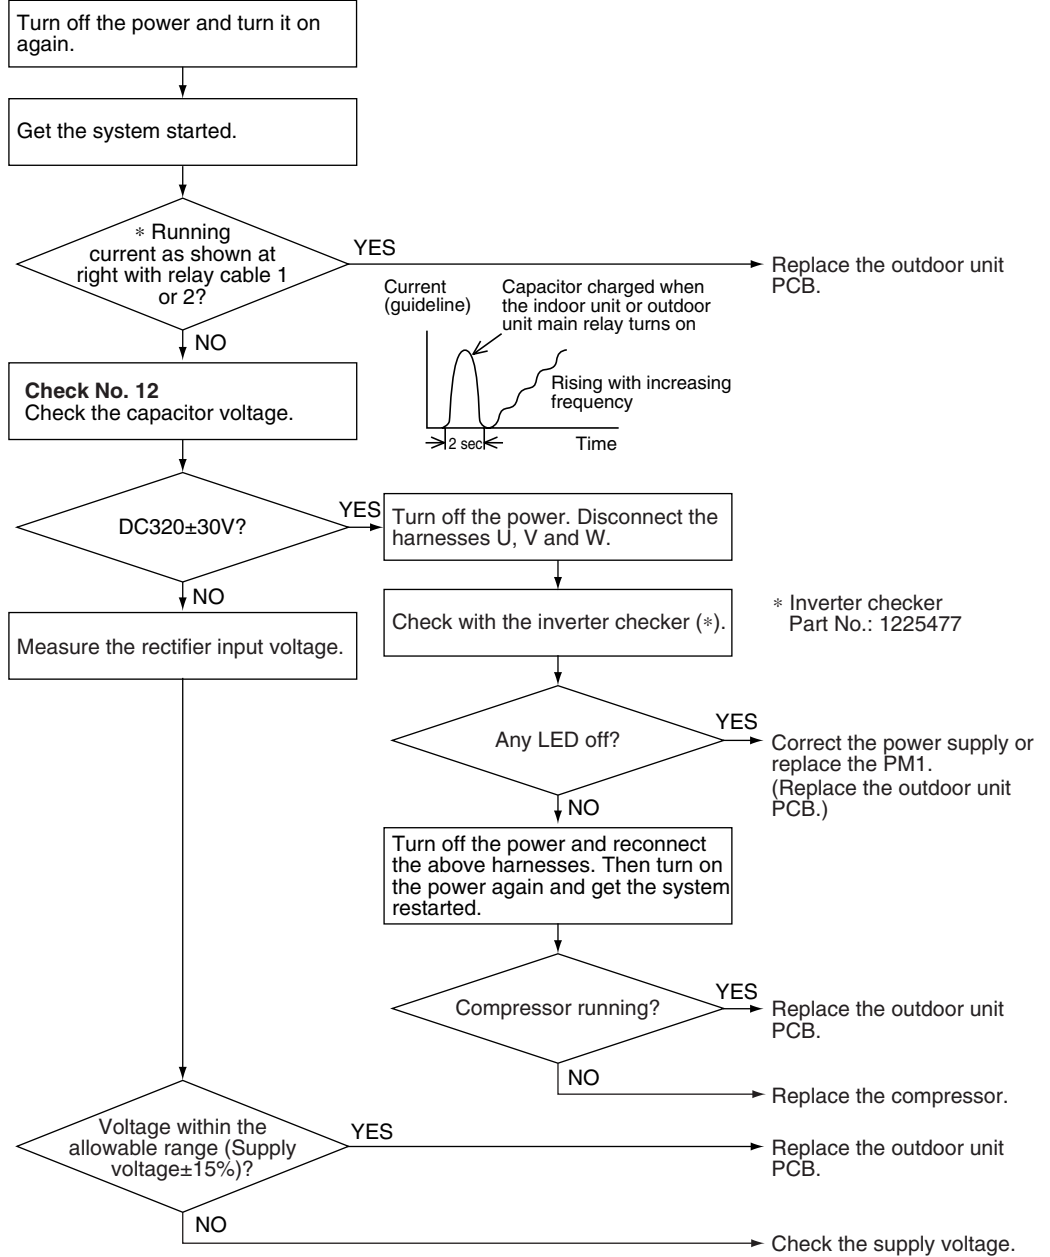 Turn off the power and turn it on
again.
Get the system started.
∗ Running
current as shown at
right with relay cable 1
or 2?
YES
Replace the outdoor unit
PCB.
NO
Current
(guideline)
Capacitor charged when
the indoor unit or outdoor
unit main relay turns on
Rising with increasing
frequency
2 sec
Time
Check No. 12
Check the capacitor voltage.
DC320±30V?
YES
Turn off the power. Disconnect the
harnesses U, V and W.
NO
Measure the rectifier input voltage.
Check with the inverter checker (∗).
∗ Inverter checker
Part No.: 1225477
Any LED off?
YES
Correct the power supply or
replace the PM1.
(Replace the outdoor unit
PCB.)
NO
Turn off the power and reconnect
the above harnesses. Then turn on
the power again and get the system
restarted.
Compressor running?
YES
Replace the outdoor unit
PCB.
NO
Replace the compressor.
Voltage within the
allowable range (Supply
voltage±15%)?
YES
Replace the outdoor unit
PCB.
NO
Check the supply voltage.